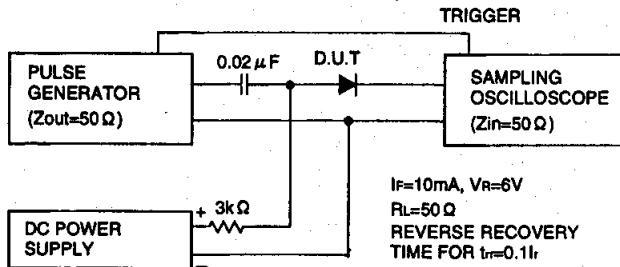 TRIGGER
PULSE
GENERATOR
(Zout=50Ω)
0.02μF
D.U.T
SAMPLING
OSCILLOSCOPE
(Zin=50Ω)
DC POWER
SUPPLY
+
3kΩ
−
IF=10mA, VR=6V
RL=50Ω
REVERSE RECOVERY
TIME FOR trr=0.1Ir